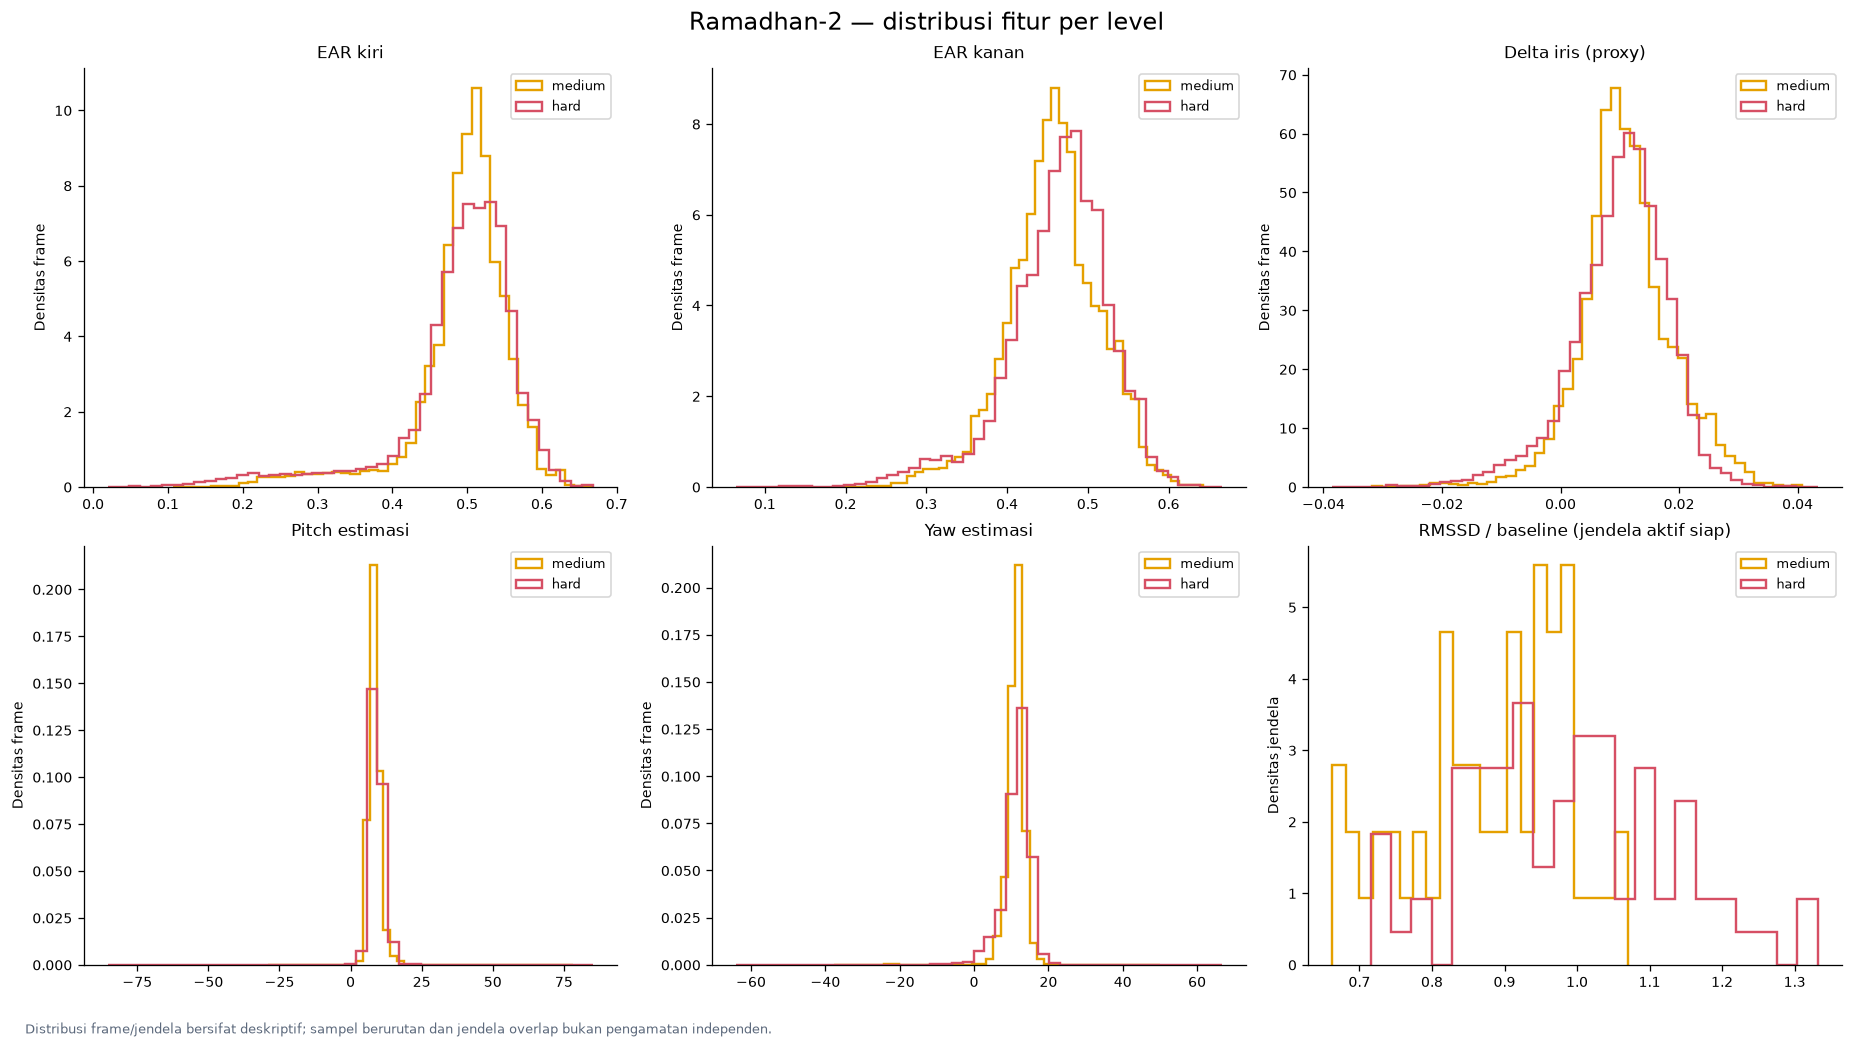 Ramadhan-2 — distribusi fitur per level
EAR kiri
medium
hard
Densitas frame
10
8
6
4
2
0
0.0 0.1 0.2 0.3 0.4 0.5 0.6 0.7
EAR kanan
medium
hard
Densitas frame
8
6
4
2
0
0.1 0.2 0.3 0.4 0.5 0.6
Delta iris (proxy)
medium
hard
Densitas frame
70
60
50
40
30
20
10
0
−0.04 −0.02 0.00 0.02 0.04
Pitch estimasi
medium
hard
Densitas frame
0.200
0.175
0.150
0.125
0.100
0.075
0.050
0.025
0.000
−75 −50 −25 0 25 50 75
Yaw estimasi
medium
hard
Densitas frame
0.200
0.175
0.150
0.125
0.100
0.075
0.050
0.025
0.000
−60 −40 −20 0 20 40 60
RMSSD / baseline (jendela aktif siap)
medium
hard
Densitas jendela
5
4
3
2
1
0
0.7 0.8 0.9 1.0 1.1 1.2 1.3
Distribusi frame/jendela bersifat deskriptif; sampel berurutan dan jendela overlap bukan pengamatan independen.